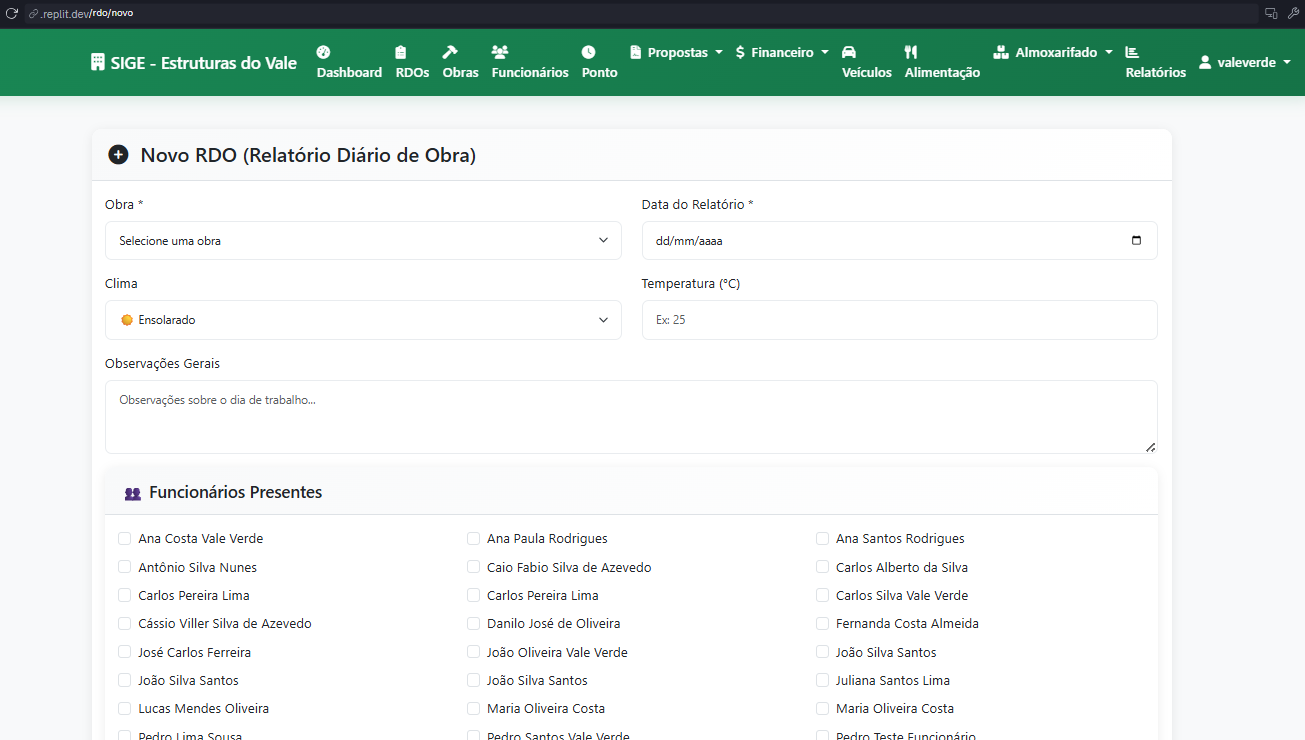 .replit.dev/rdo/novo
SIGE - Estruturas do Vale
Dashboard
RDOs
Obras
Funcionários
Ponto
Propostas
$ Financeiro
Veículos
Alimentação
Almoxarifado
Relatórios
valeverde
Novo RDO (Relatório Diário de Obra)
Obra *
Data do Relatório *
Selecione uma obra
dd/mm/aaaa
Clima
Temperatura (°C)
Ensolarado
Ex: 25
Observações Gerais
Observações sobre o dia de trabalho...
Funcionários Presentes
Ana Costa Vale Verde
Ana Paula Rodrigues
Ana Santos Rodrigues
Antônio Silva Nunes
Caio Fabio Silva de Azevedo
Carlos Alberto da Silva
Carlos Pereira Lima
Carlos Pereira Lima
Carlos Silva Vale Verde
Cássio Viller Silva de Azevedo
Danilo José de Oliveira
Fernanda Costa Almeida
José Carlos Ferreira
João Oliveira Vale Verde
João Silva Santos
João Silva Santos
João Silva Santos
Juliana Santos Lima
Lucas Mendes Oliveira
Maria Oliveira Costa
Maria Oliveira Costa
Pedro Lima Sousa
Pedro Santos Vale Verde
Pedro Teste Funcionário